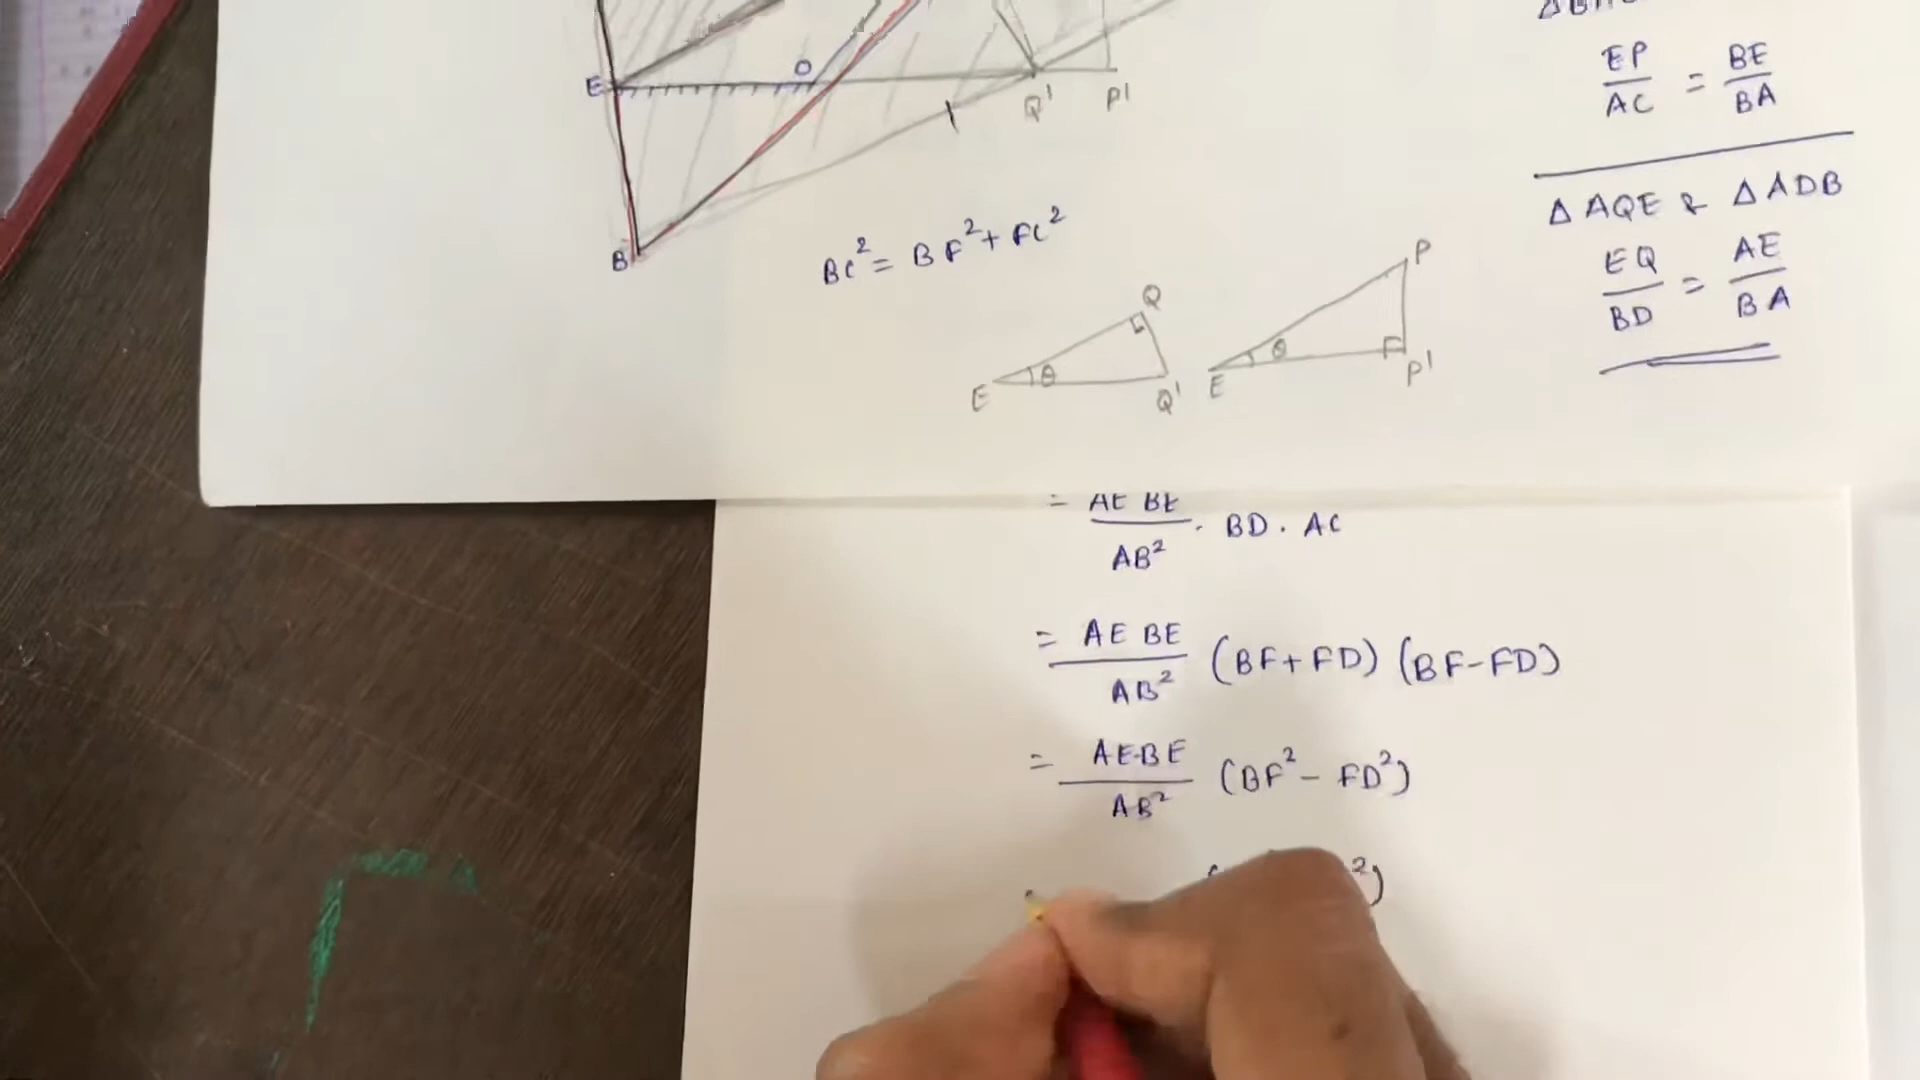 EP/AC = BE/BA
E O Q' P'
Δ AQE & Δ ADB
EQ/BD = AE/BA
B
BC² = BF² + FC²
Q P
E θ Q' E θ P'
= AE BE/AB² . BD . AC
= AE BE/AB² (BF+FD) (BF-FD)
= AE·BE/AB² (BF² - FD²)
²)